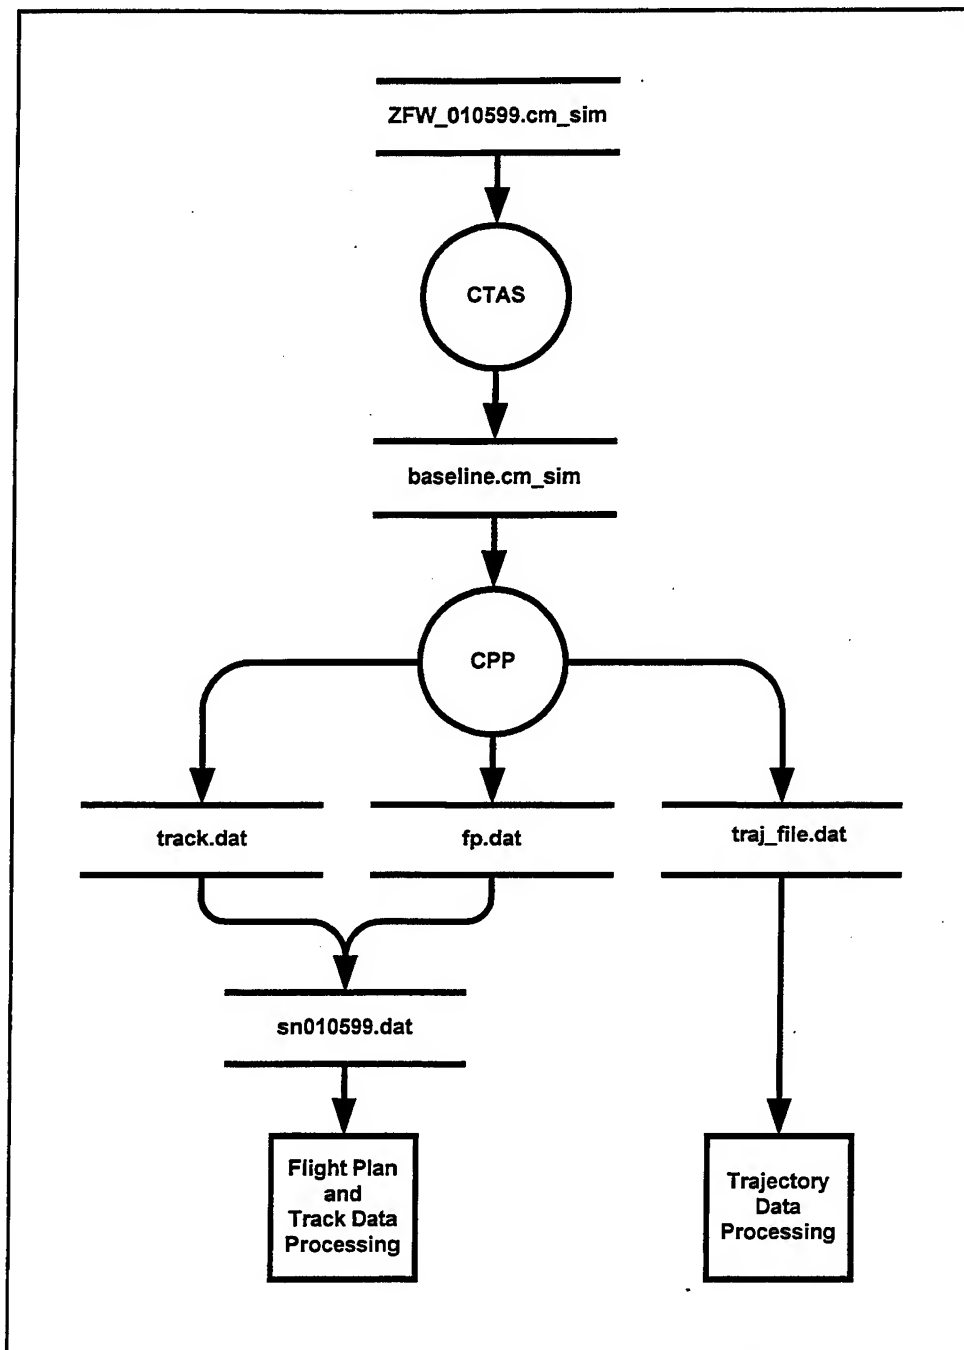 ZFW_010599.cm_sim
CTAS
baseline.cm_sim
CPP
track.dat
fp.dat
traj_file.dat
sn010599.dat
Flight Plan
and
Track Data
Processing
Trajectory
Data
Processing